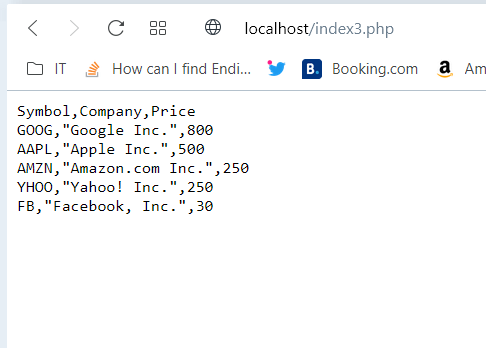 localhost/index3.php
IT How can I find Endi... B. Booking.com a Am
Symbol,Company,Price
GOOG,"Google Inc.",800
AAPL,"Apple Inc.",500
AMZN,"Amazon.com Inc.",250
YHOO,"Yahoo! Inc.",250
FB,"Facebook, Inc.",30